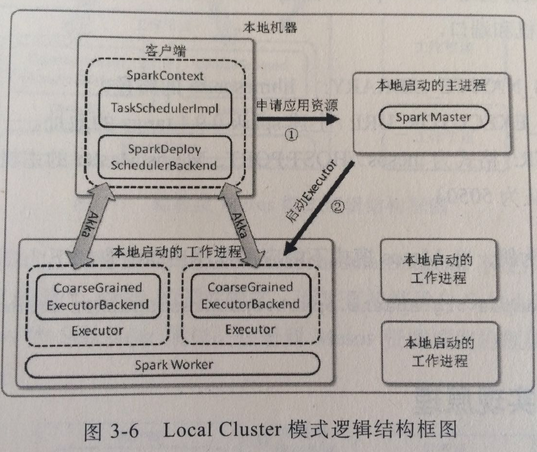 本地机器
客户端
SparkContext
TaskSchedulerImpl
SparkDeploy
SchedulerBackend
申请应用资源
①
本地启动的主进程
Spark Master
启动Executor
②
Akka
Akka
本地启动的工作进程
CoarseGrained
ExecutorBackend
Executor
CoarseGrained
ExecutorBackend
Executor
Spark Worker
本地启动的
工作进程
本地启动的
工作进程
图 3-6 Local Cluster 模式逻辑结构框图